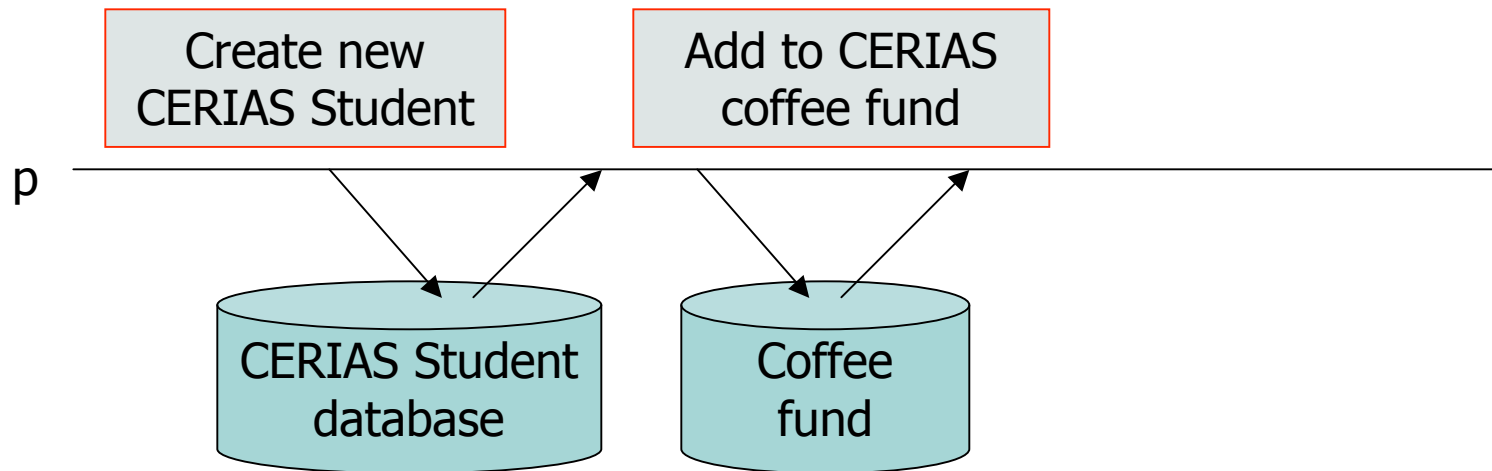 Create new
CERIAS Student
Add to CERIAS
coffee fund
p
CERIAS Student
database
Coffee
fund